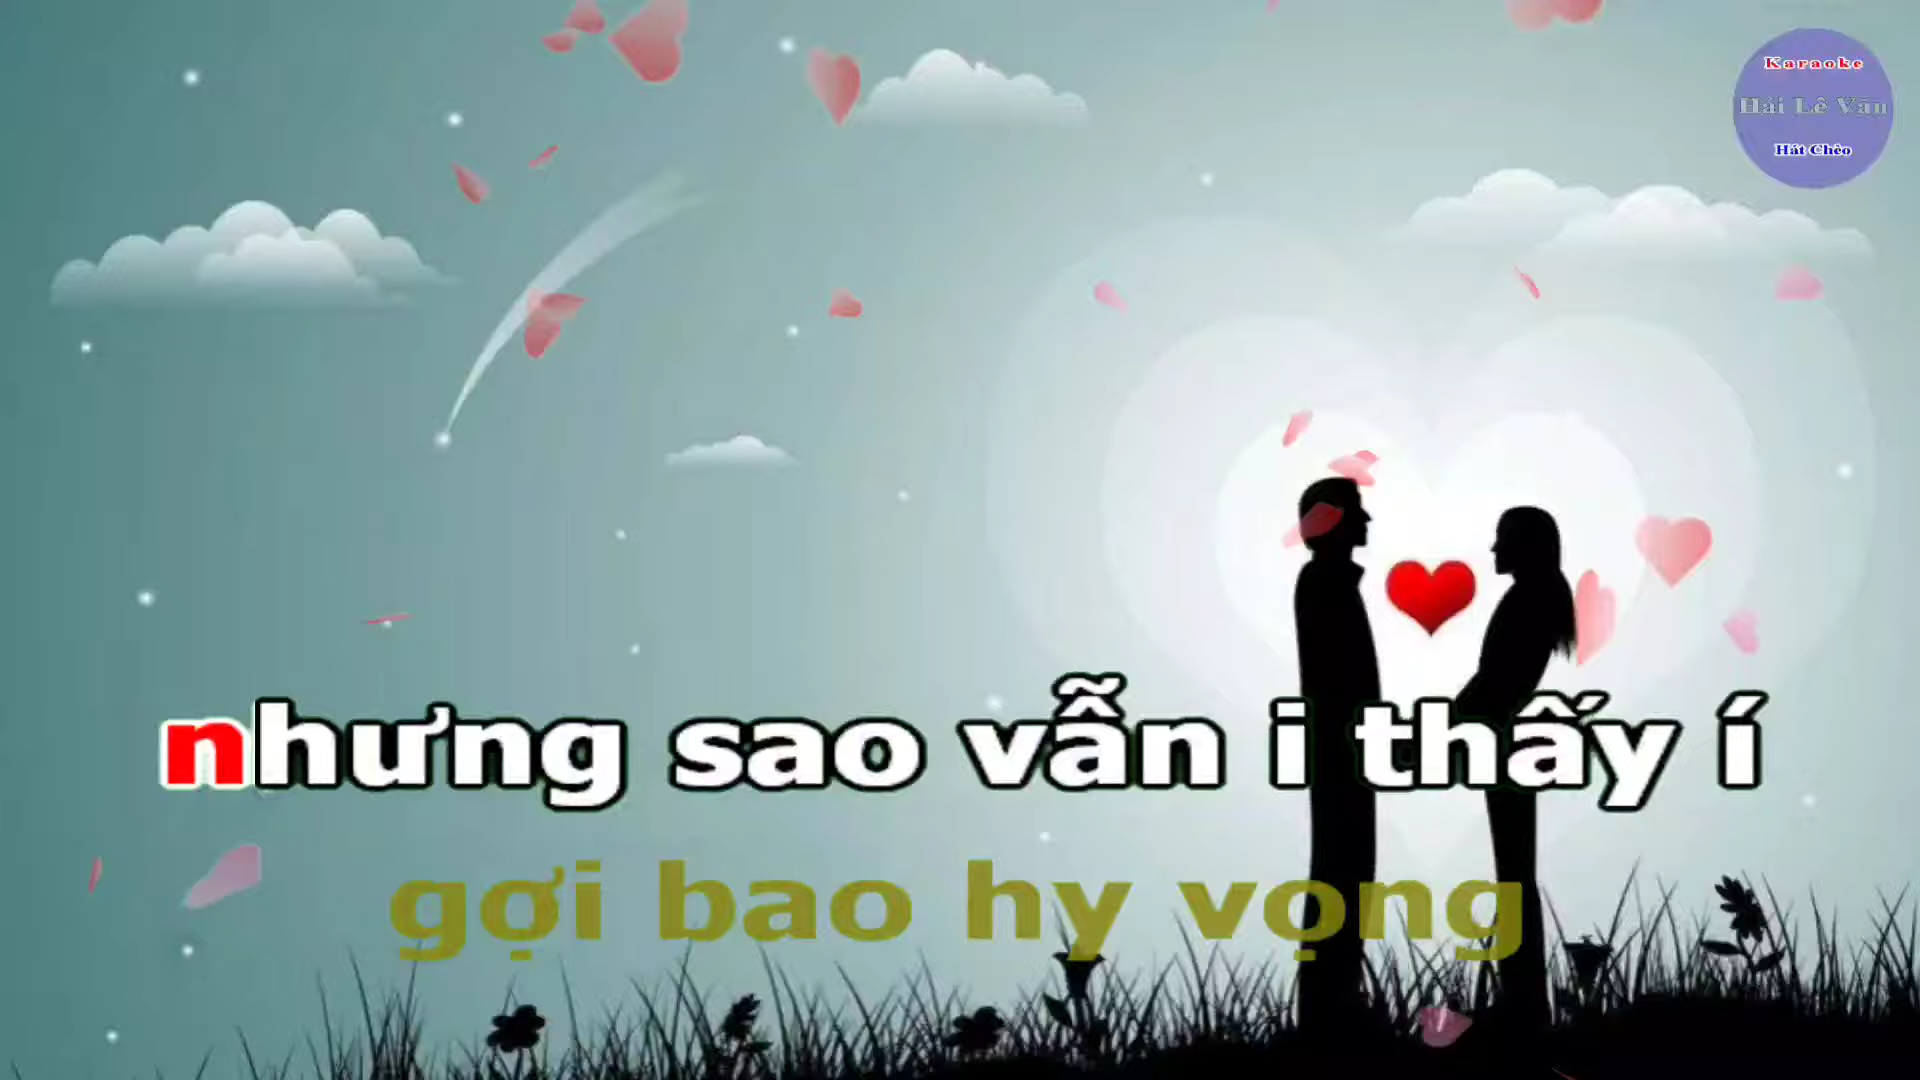 Karaoke
Hải Lê Văn
Hát Chèo
nhưng sao vẫn i thấy í
gợi bao hy vọng